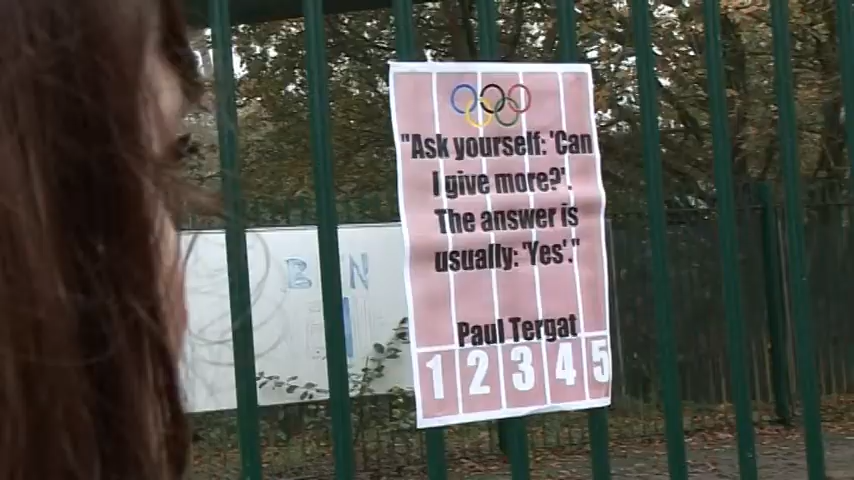 "Ask yourself: 'Can
I give more?'.
The answer is
usually: 'Yes'."
Paul Tergat
1 2 3 4 5
B N